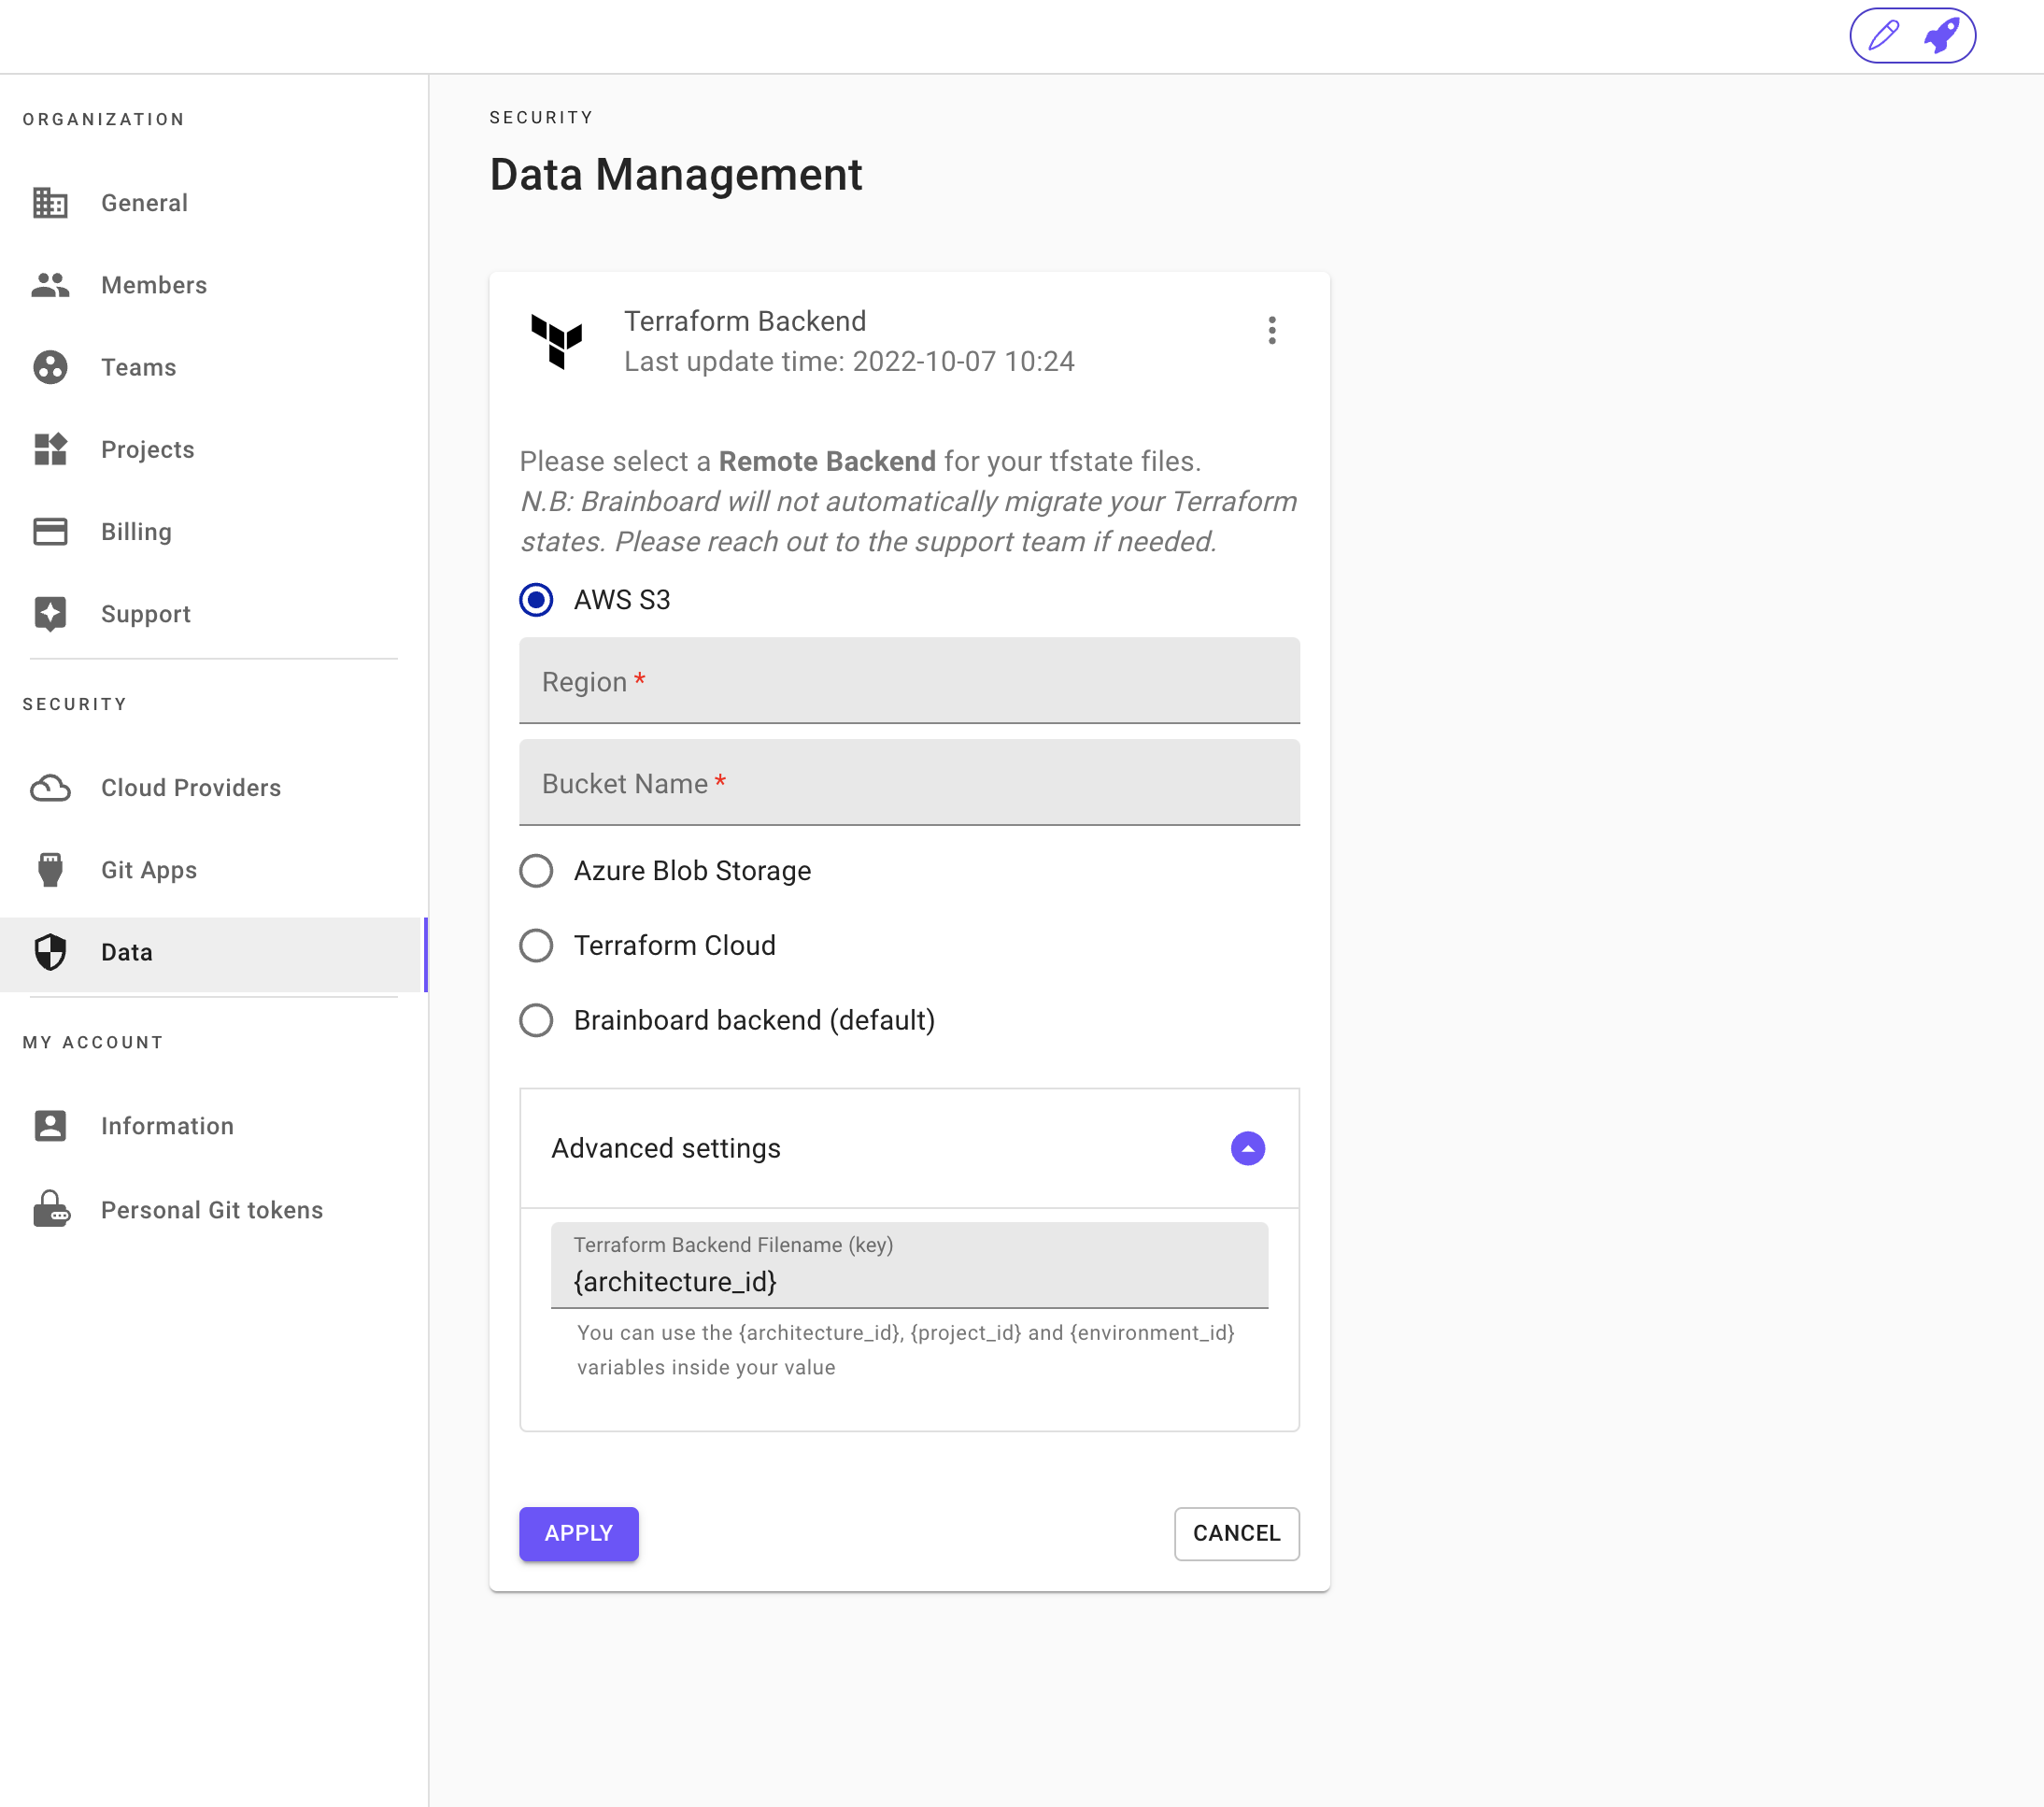 ORGANIZATION
General
Members
Teams
Projects
Billing
Support
SECURITY
Cloud Providers
Git Apps
Data
MY ACCOUNT
Information
Personal Git tokens
SECURITY
Data Management
Terraform Backend
Last update time: 2022-10-07 10:24
Please select a Remote Backend for your tfstate files.
N.B: Brainboard will not automatically migrate your Terraform
states. Please reach out to the support team if needed.
AWS S3
Region *
Bucket Name *
Azure Blob Storage
Terraform Cloud
Brainboard backend (default)
Advanced settings
Terraform Backend Filename (key)
{architecture_id}
You can use the {architecture_id}, {project_id} and {environment_id}
variables inside your value
APPLY
CANCEL